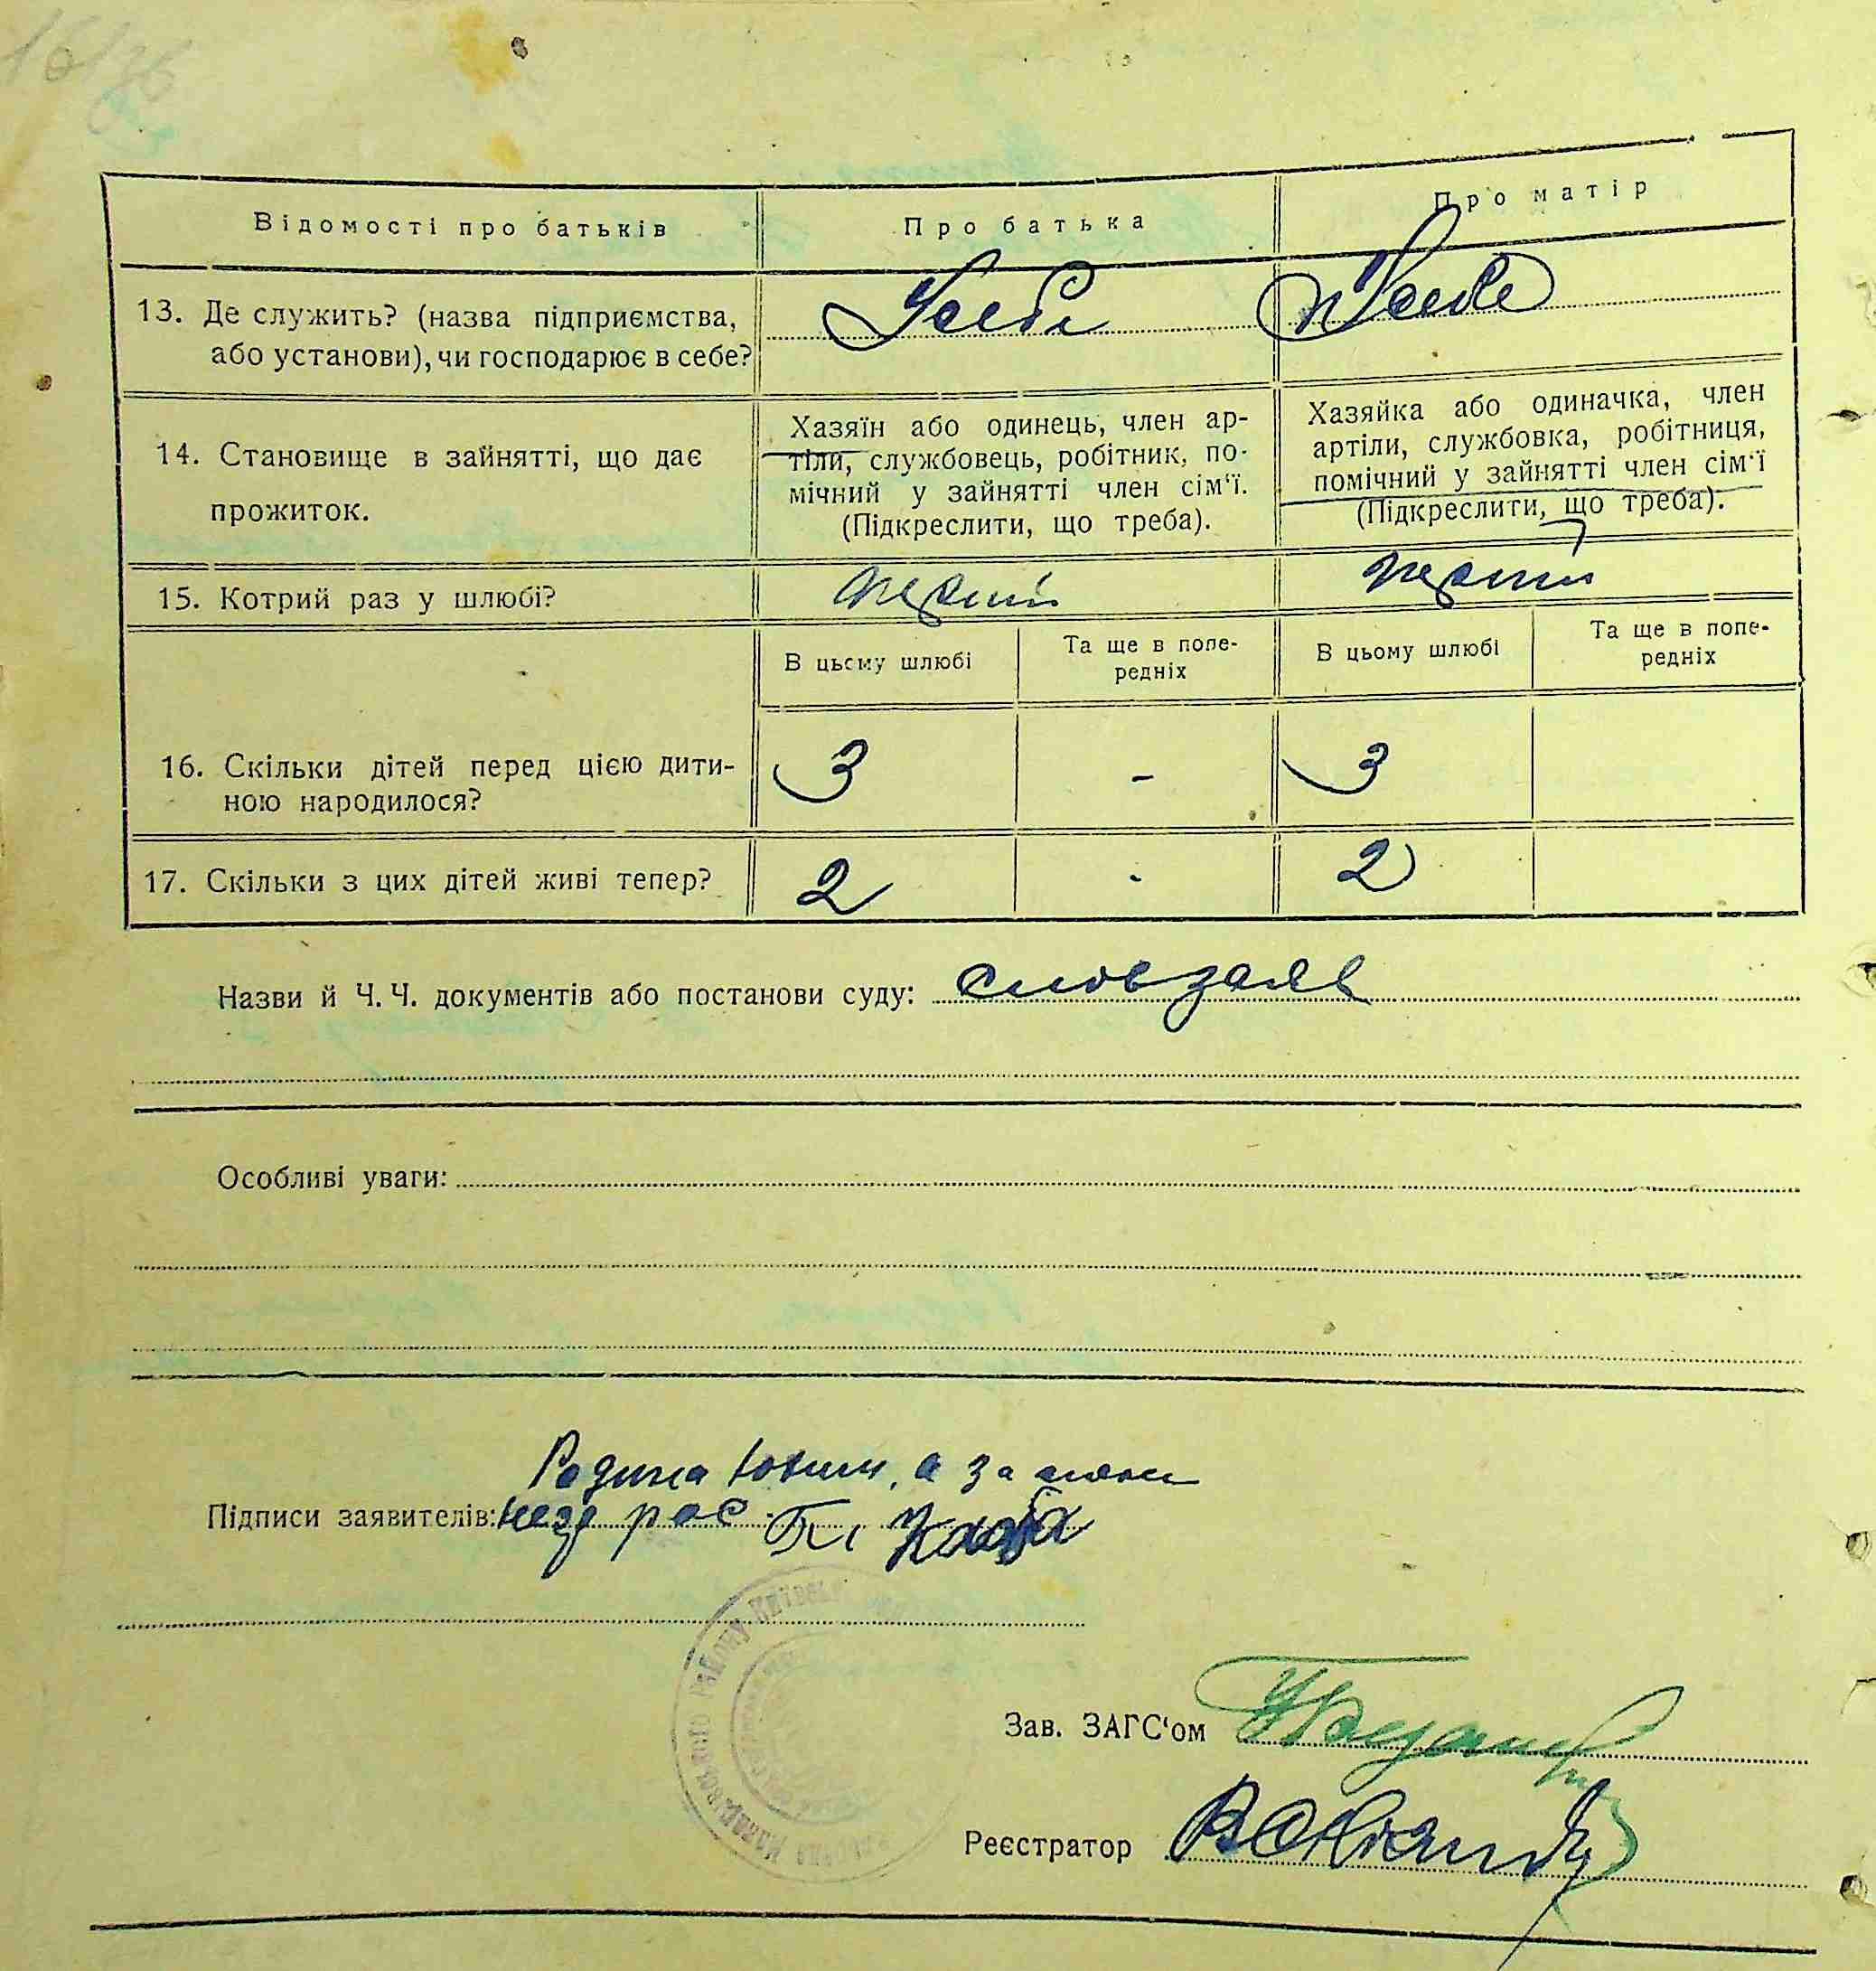 Відомості про батьків
Про батька
Про матір
13. Де служить? (назва підприємства,
або установи), чи господарює в себе?
14. Становище в зайнятті, що дає
прожиток.
Хазяїн або одинець, член ар-
тіли, службовець, робітник, по-
мічний у зайнятті член сім'ї.
(Підкреслити, що треба).
Хазяйка або одиначка, член
артіли, службовка, робітниця,
помічний у зайнятті член сім'ї
(Підкреслити, що треба).
15. Котрий раз у шлюбі?
перший
перший
В цьому шлюбі
Та ще в попе-
редніх
В цьому шлюбі
Та ще в попе-
редніх
16. Скільки дітей перед цією дити-
ною народилося?
3
-
3
17. Скільки з цих дітей живі тепер?
2
-
2
Назви й Ч. Ч. документів або постанови суду: слов заяв
Особливі уваги:
Родика
Підписи заявителів:
Зав. ЗАГС'ом
Реєстратор